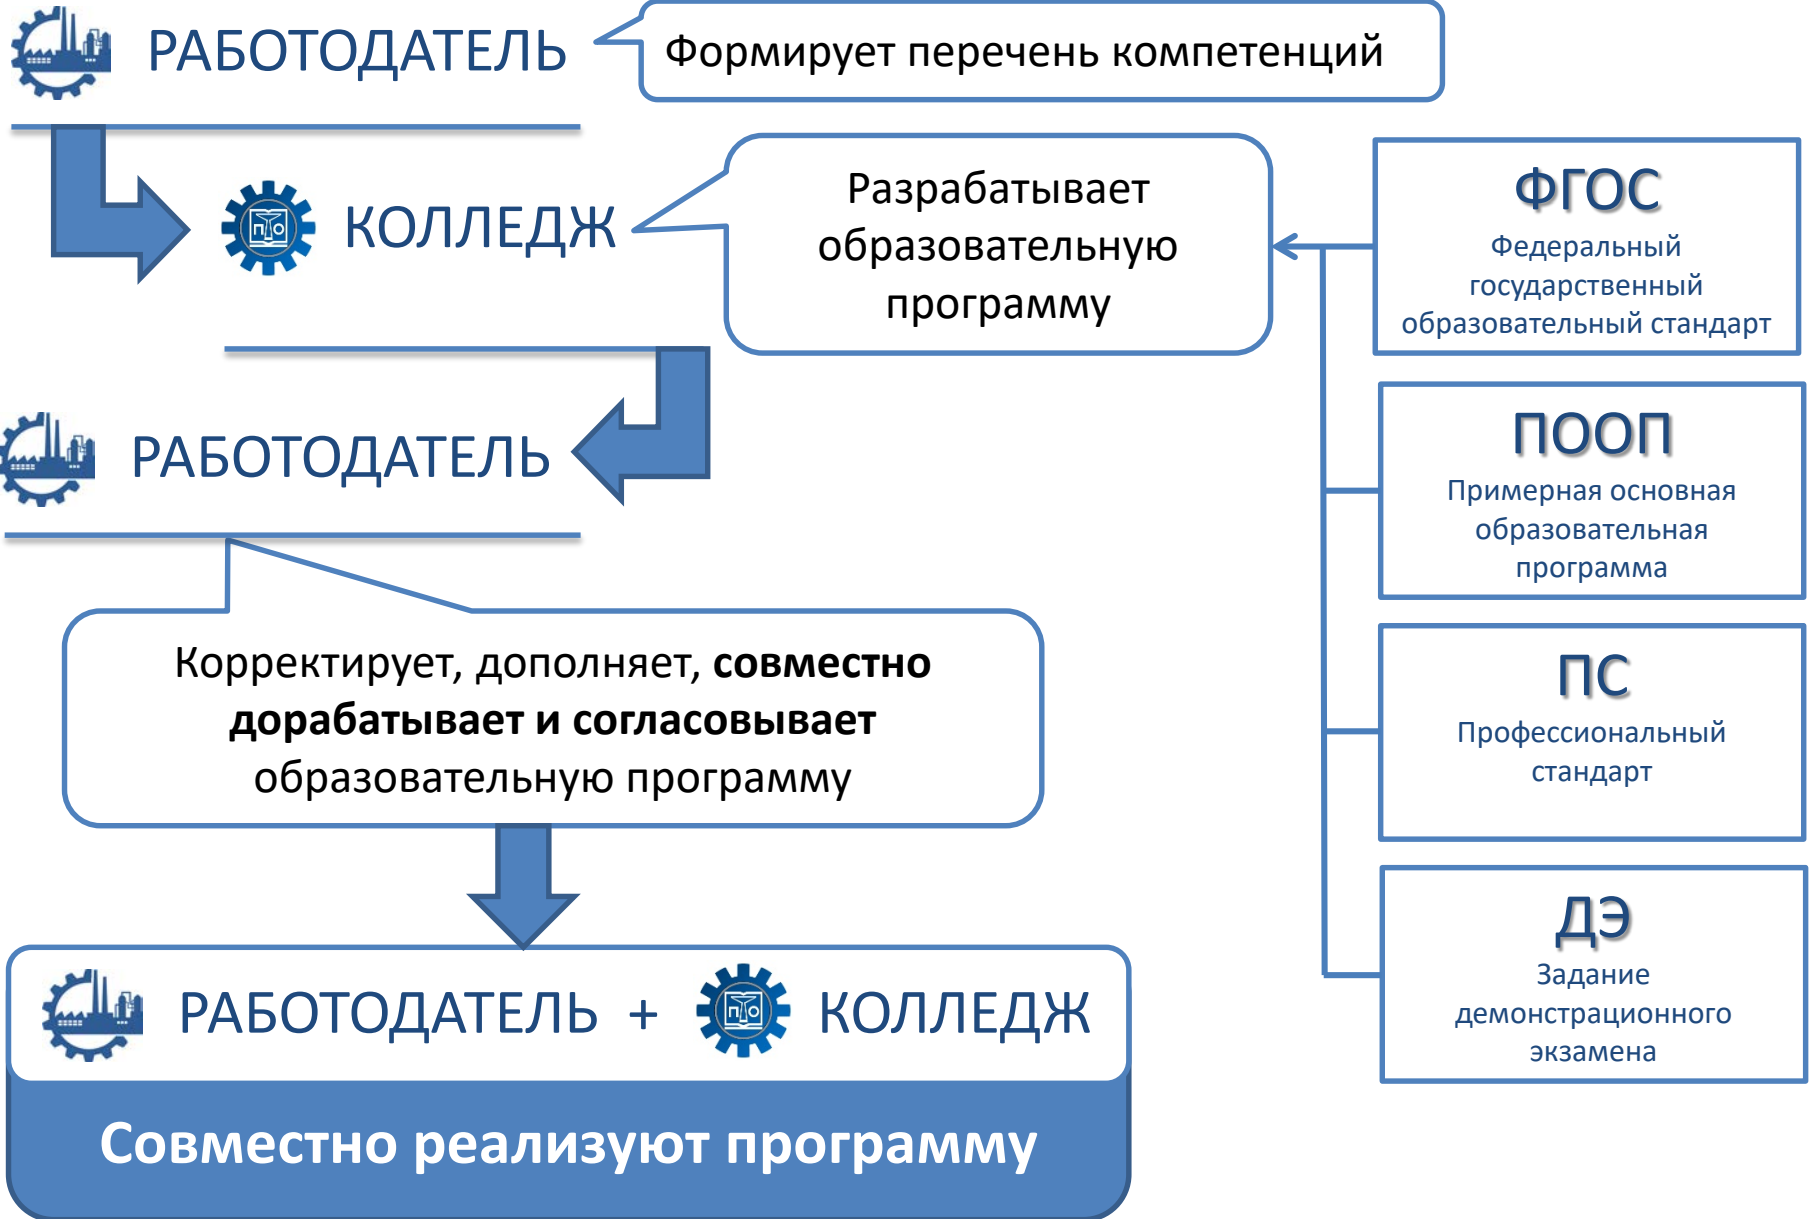 РАБОТОДАТЕЛЬ
Формирует перечень компетенций
ПТО
КОЛЛЕДЖ
Разрабатывает
образовательную
программу
ФГОС
Федеральный
государственный
образовательный стандарт
РАБОТОДАТЕЛЬ
ПООП
Примерная основная
образовательная
программа
Корректирует, дополняет, совместно
дорабатывает и согласовывает
образовательную программу
ПС
Профессиональный
стандарт
ДЭ
Задание
демонстрационного
экзамена
РАБОТОДАТЕЛЬ + ПТО КОЛЛЕДЖ
Совместно реализуют программу